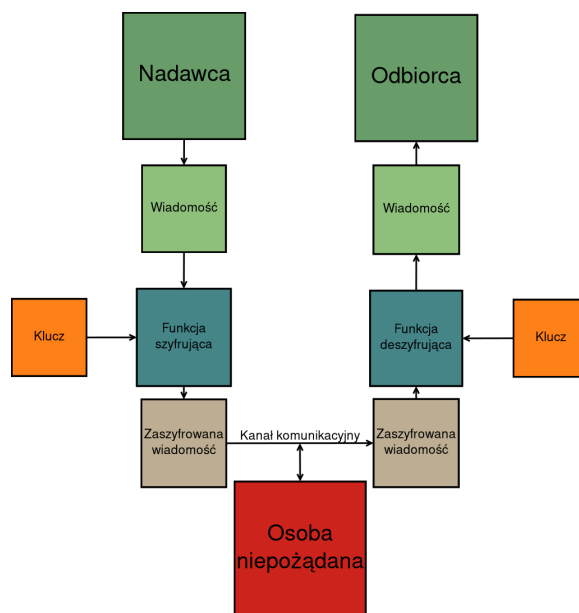 Nadawca
Odbiorca
Wiadomość
Wiadomość
Klucz
Funkcja
szyfrująca
Funkcja
deszyfrująca
Klucz
Zaszyfrowana
wiadomość
Kanał komunikacyjny
Zaszyfrowana
wiadomość
Osoba
niepożądana